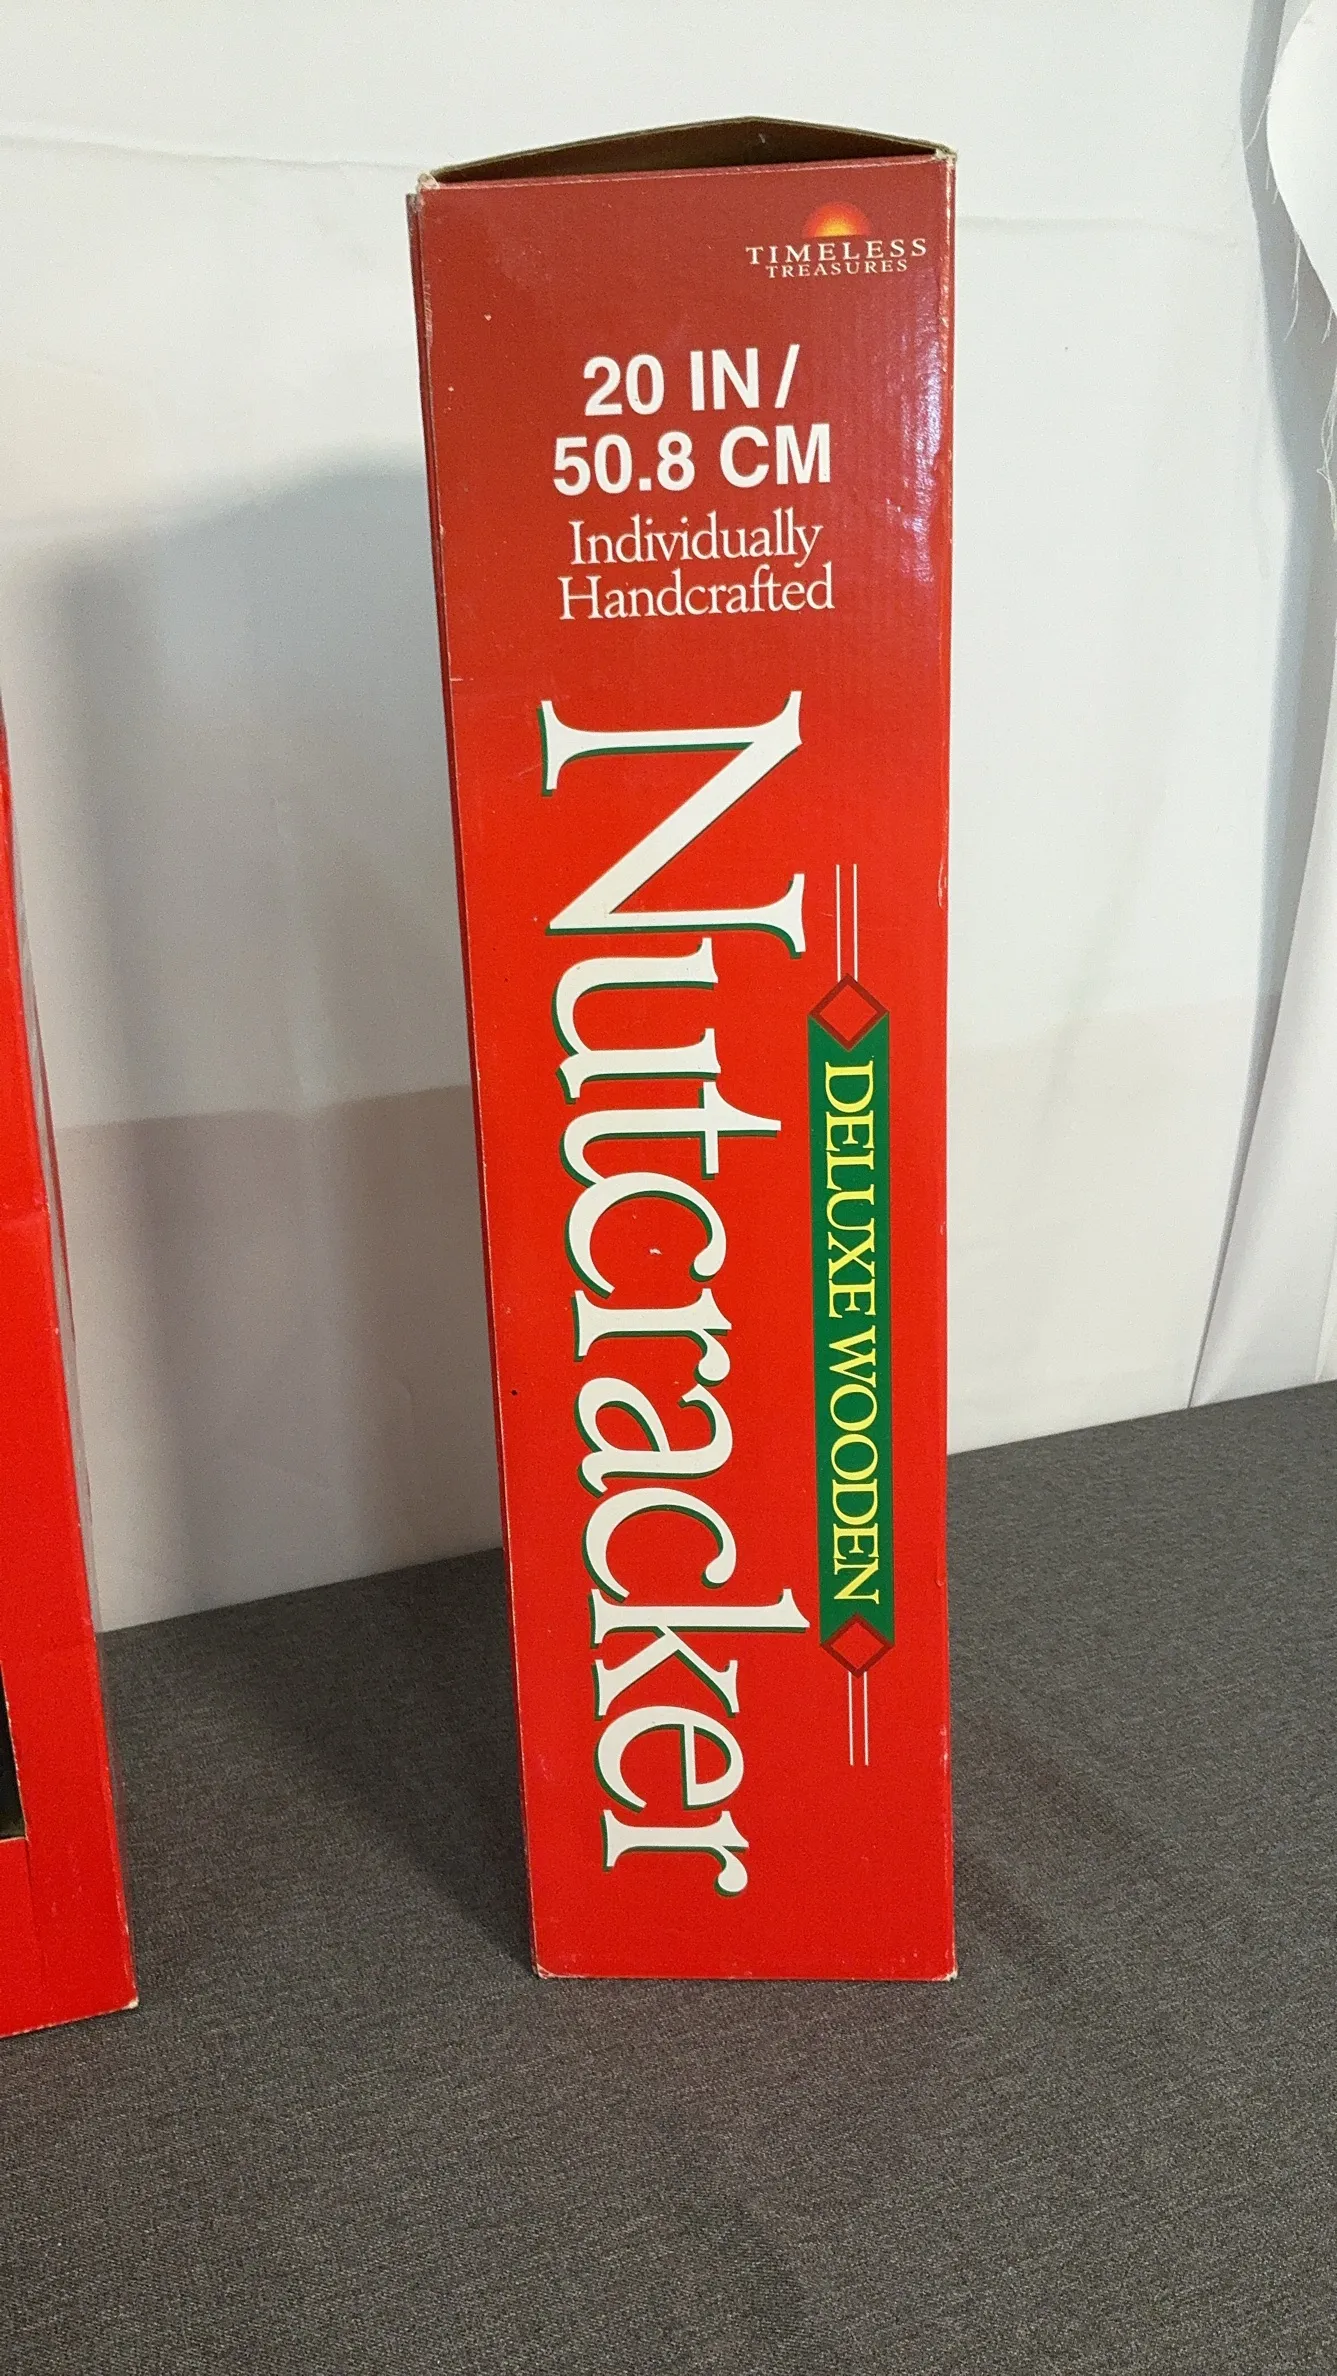 TIMELESS
TREASURES
20 IN/
50.8 CM
Individually
Handcrafted
DELUXE WOODEN
Nutcracker